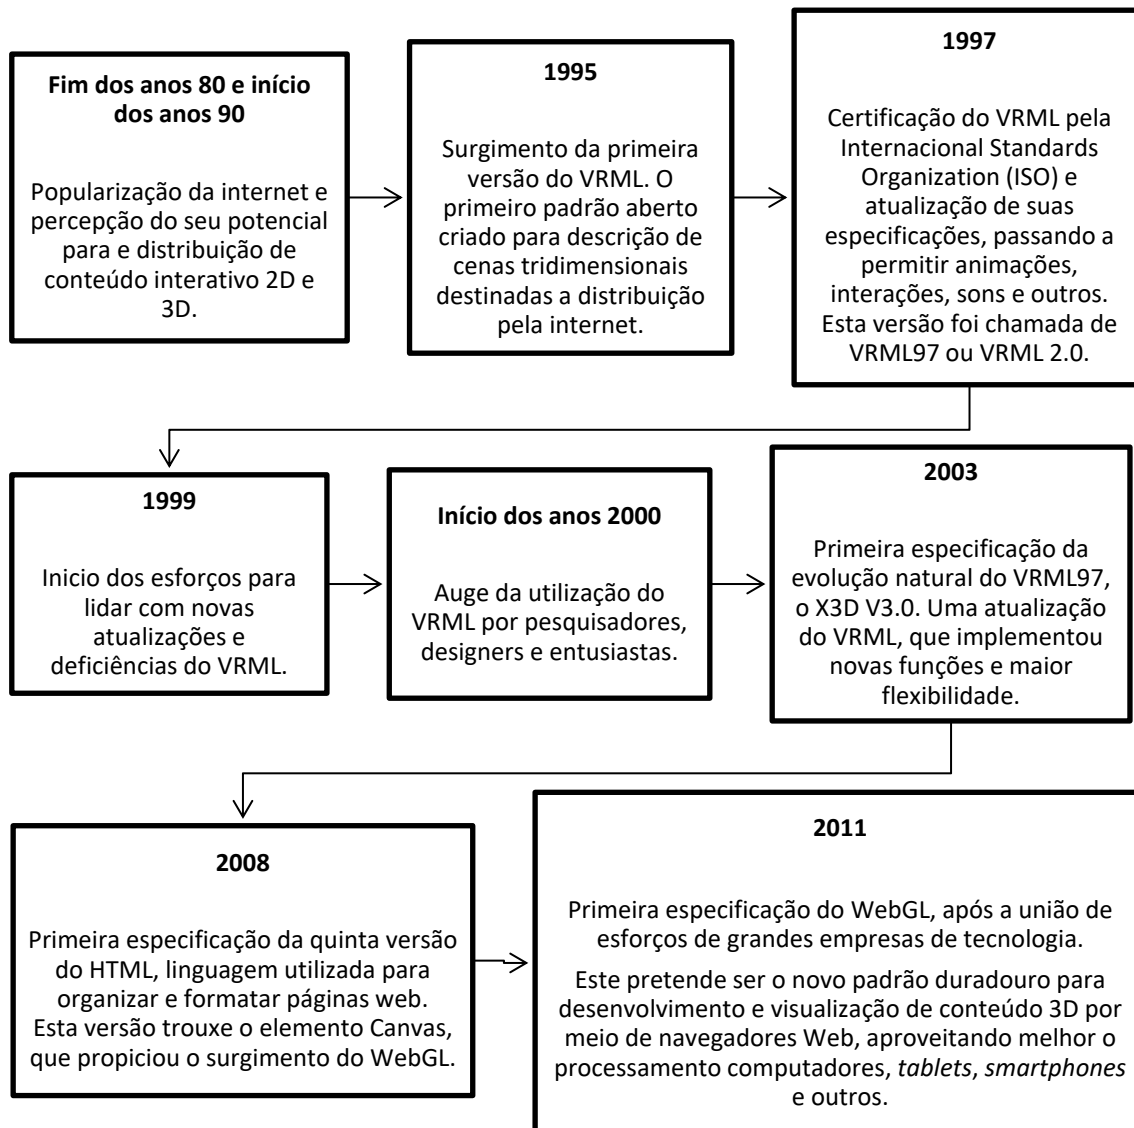 Fim dos anos 80 e início
dos anos 90
Popularização da internet e
percepção do seu potencial
para e distribuição de
conteúdo interativo 2D e
3D.
1995
Surgimento da primeira
versão do VRML. O
primeiro padrão aberto
criado para descrição de
cenas tridimensionais
destinadas a distribuição
pela internet.
1997
Certificação do VRML pela
Internacional Standards
Organization (ISO) e
atualização de suas
especificações, passando a
permitir animações,
interações, sons e outros.
Esta versão foi chamada de
VRML97 ou VRML 2.0.
1999
Inicio dos esforços para
lidar com novas
atualizações e
deficiências do VRML.
Início dos anos 2000
Auge da utilização do
VRML por pesquisadores,
designers e entusiastas.
2003
Primeira especificação da
evolução natural do VRML97,
o X3D V3.0. Uma atualização
do VRML, que implementou
novas funções e maior
flexibilidade.
2008
Primeira especificação da quinta versão
do HTML, linguagem utilizada para
organizar e formatar páginas web.
Esta versão trouxe o elemento Canvas,
que propiciou o surgimento do WebGL.
2011
Primeira especificação do WebGL, após a união de
esforços de grandes empresas de tecnologia.
Este pretende ser o novo padrão duradouro para
desenvolvimento e visualização de conteúdo 3D por
meio de navegadores Web, aproveitando melhor o
processamento computadores, tablets, smartphones
e outros.